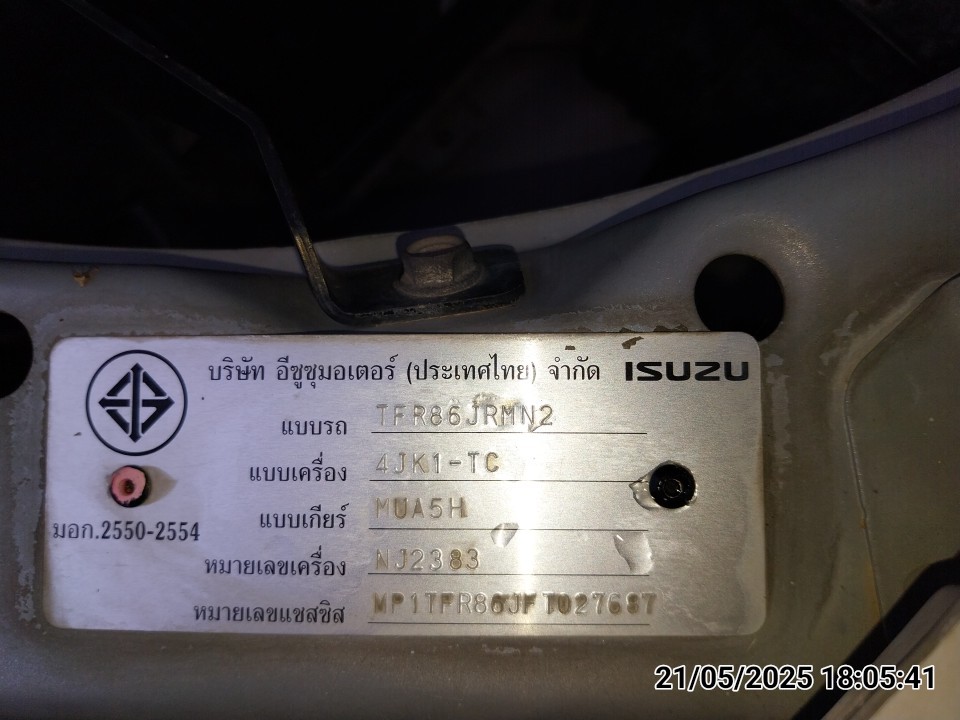 บริษัท อีซูซุมอเตอร์ (ประเทศไทย) จำกัด ISUZU
แบบรถ TFR86JRMN2
แบบเครื่อง 4JK1-TC
แบบเกียร์ MUA5H
มอก.2550-2554
หมายเลขเครื่อง NJ2383
หมายเลขแชสซิส
21/05/2025 18:05:41